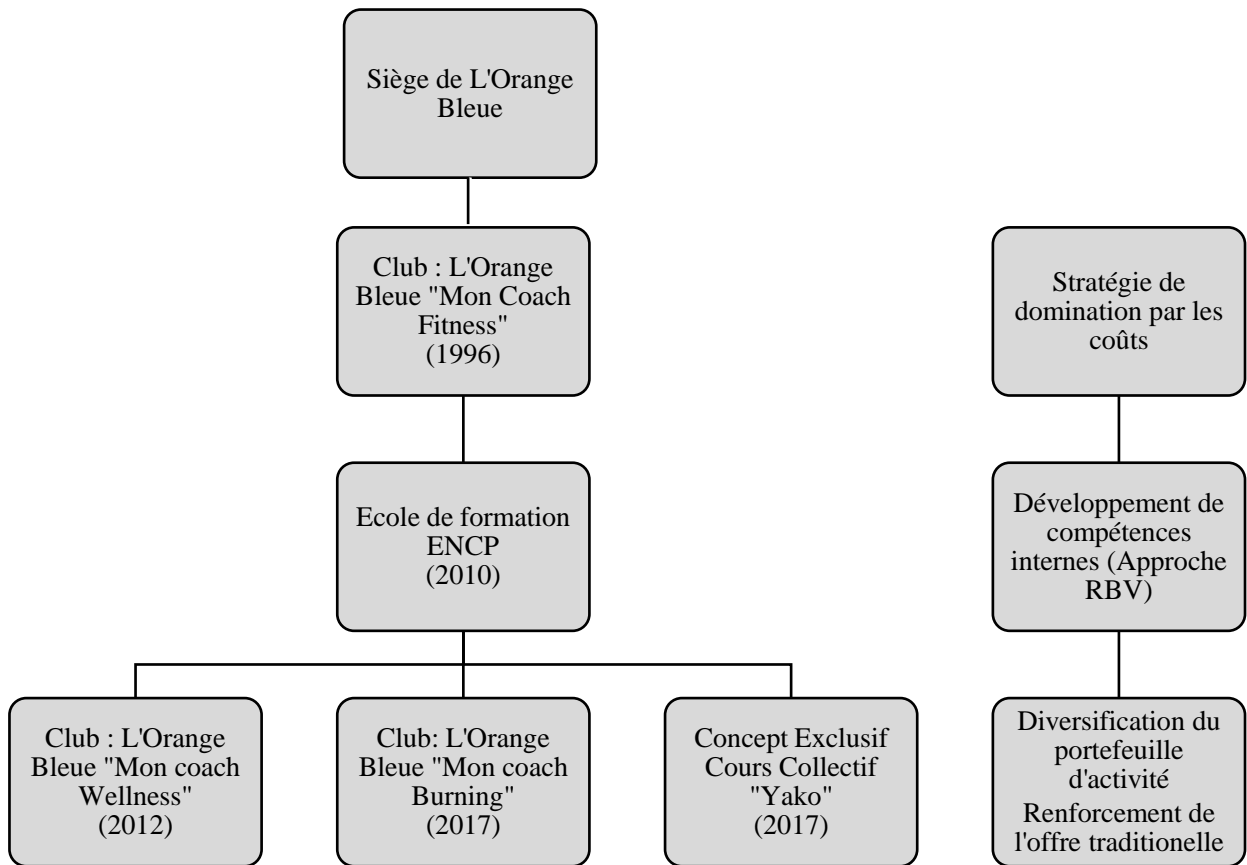 Siège de L'Orange
Bleue
Club : L'Orange
Bleue "Mon Coach
Fitness"
(1996)
Stratégie de
domination par les
coûts
Ecole de formation
ENCP
(2010)
Développement de
compétences
internes (Approche
RBV)
Club : L'Orange
Bleue "Mon coach
Wellness"
(2012)
Club: L'Orange
Bleue "Mon coach
Burning"
(2017)
Concept Exclusif
Cours Collectif
"Yako"
(2017)
Diversification du
portefeuille
d'activité
Renforcement de
l'offre traditionelle